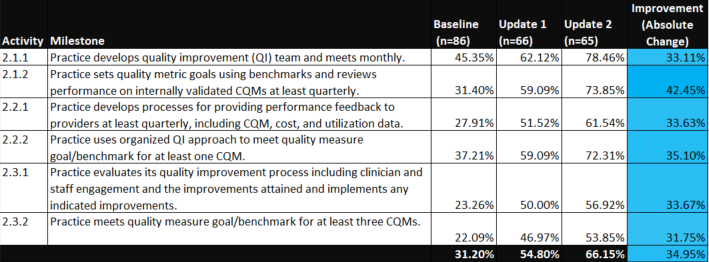 Improvement
Baseline Update 1 Update 2 (Absolute
Activity Milestone (n=86) (n=66) (n=65) Change)
2.1.1 Practice develops quality improvement (QI) team and meets monthly. 45.35% 62.12% 78.46% 33.11%
2.1.2 Practice sets quality metric goals using benchmarks and reviews
performance on internally validated CQMs at least quarterly. 31.40% 59.09% 73.85% 42.45%
2.2.1 Practice develops processes for providing performance feedback to
providers at least quarterly, including CQM, cost, and utilization data. 27.91% 51.52% 61.54% 33.63%
2.2.2 Practice uses organized QI approach to meet quality measure
goal/benchmark for at least one CQM. 37.21% 59.09% 72.31% 35.10%
2.3.1 Practice evaluates its quality improvement process including clinician and
staff engagement and the improvements attained and implements any
indicated improvements. 23.26% 50.00% 56.92% 33.67%
2.3.2 Practice meets quality measure goal/benchmark for at least three CQMs.
22.09% 46.97% 53.85% 31.75%
31.20% 54.80% 66.15% 34.95%